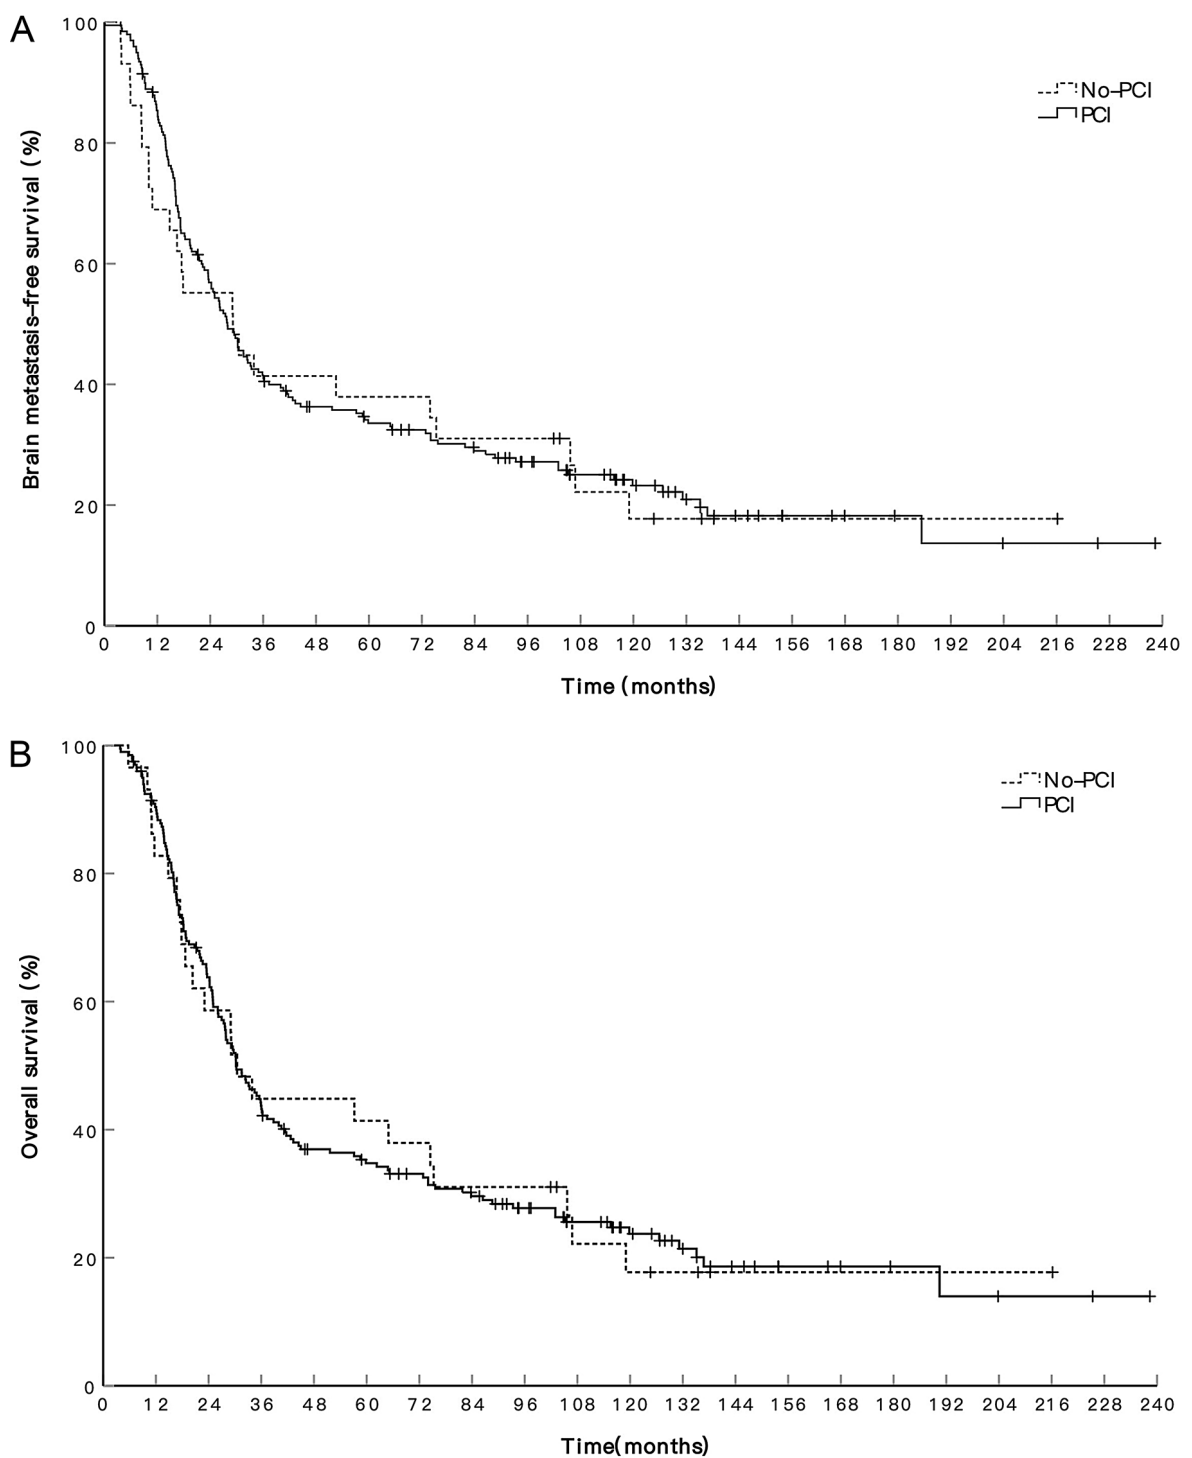 A
100
80
60
40
20
0
Brain metastasis-free survival (%)
No-PCI
PCI
0 12 24 36 48 60 72 84 96 108 120 132 144 156 168 180 192 204 216 228 240
Time (months)
B
100
80
60
40
20
0
Overall survival (%)
No-PCI
PCI
0 12 24 36 48 60 72 84 96 108 120 132 144 156 168 180 192 204 216 228 240
Time(months)